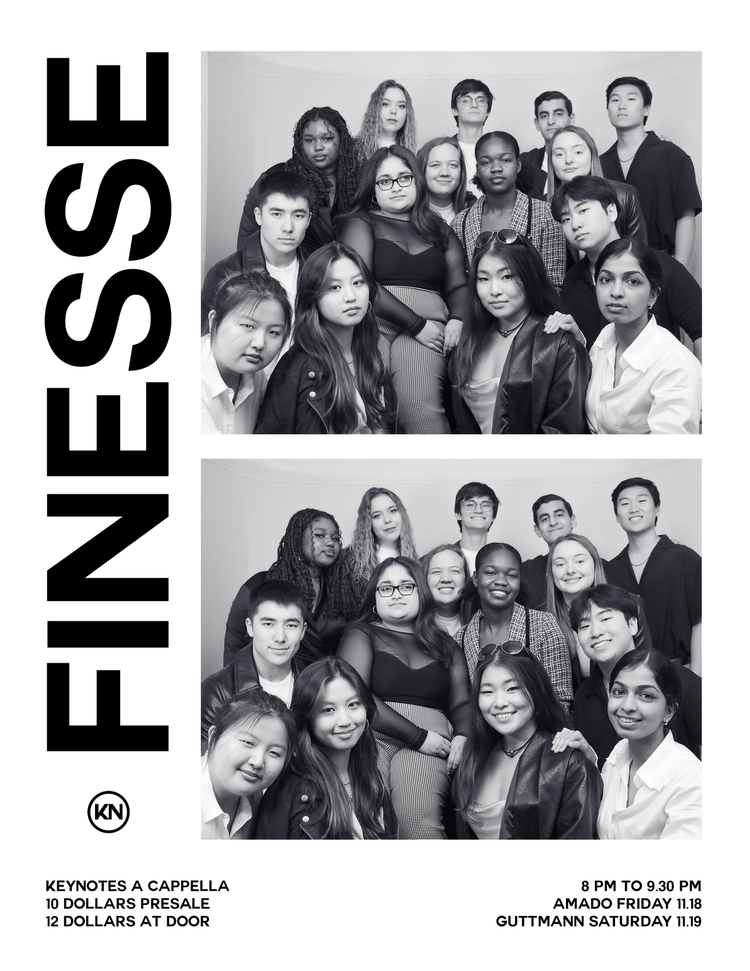 FINESSE
KN
KEYNOTES A CAPPELLA
10 DOLLARS PRESALE
12 DOLLARS AT DOOR
8 PM TO 9.30 PM
AMADO FRIDAY 11.18
GUTTMANN SATURDAY 11.19